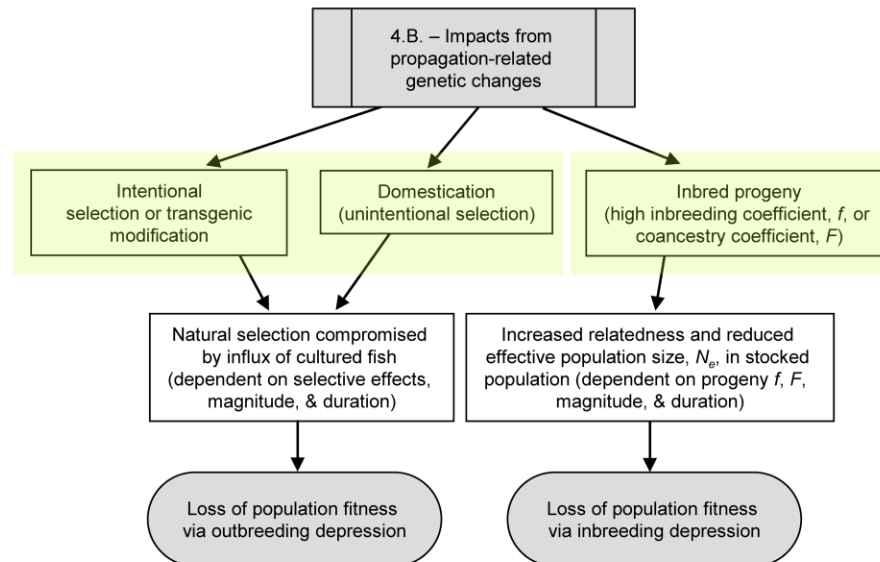 4.B. – Impacts from
propagation-related
genetic changes
Intentional
selection or transgenic
modification
Domestication
(unintentional selection)
Inbred progeny
(high inbreeding coefficient, f, or
coancestry coefficient, F)
Natural selection compromised
by influx of cultured fish
(dependent on selective effects,
magnitude, & duration)
Increased relatedness and reduced
effective population size, Ne, in stocked
population (dependent on progeny f, F,
magnitude, & duration)
Loss of population fitness
via outbreeding depression
Loss of population fitness
via inbreeding depression